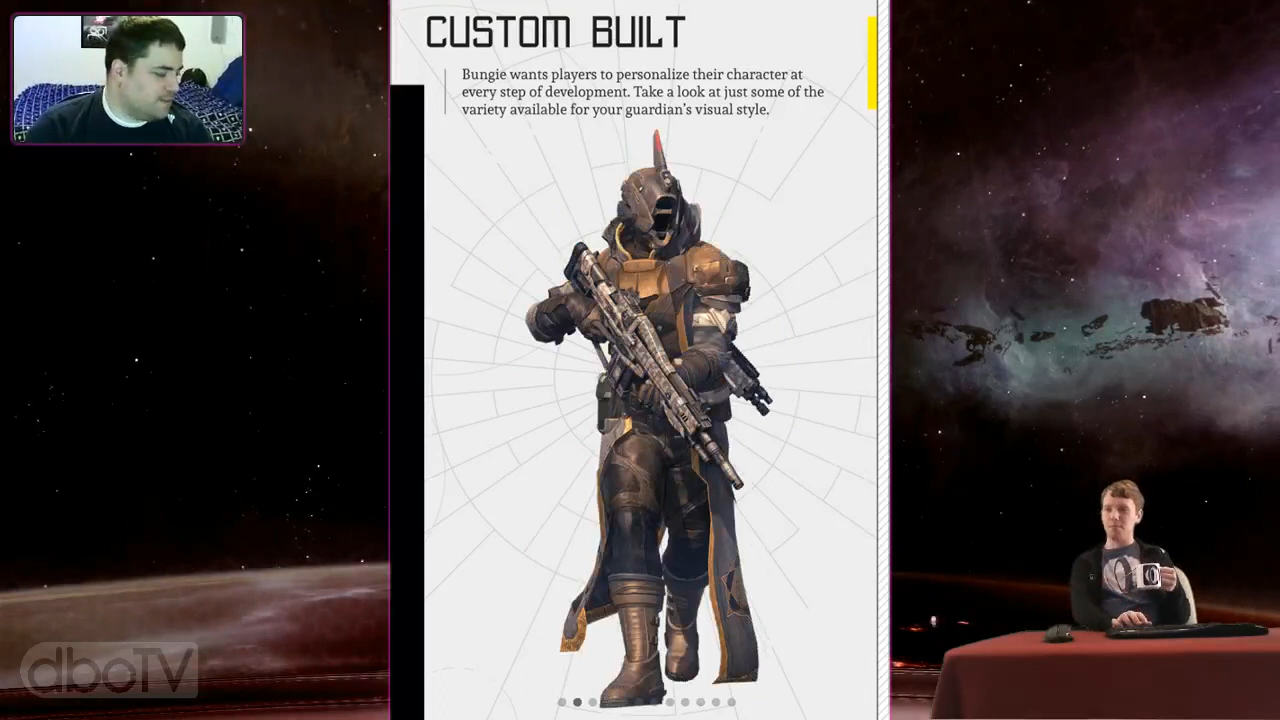 CUSTOM BUILT
Bungie wants players to personalize their character at
every step of development. Take a look at just some of the
variety available for your guardian's visual style.
dboTV